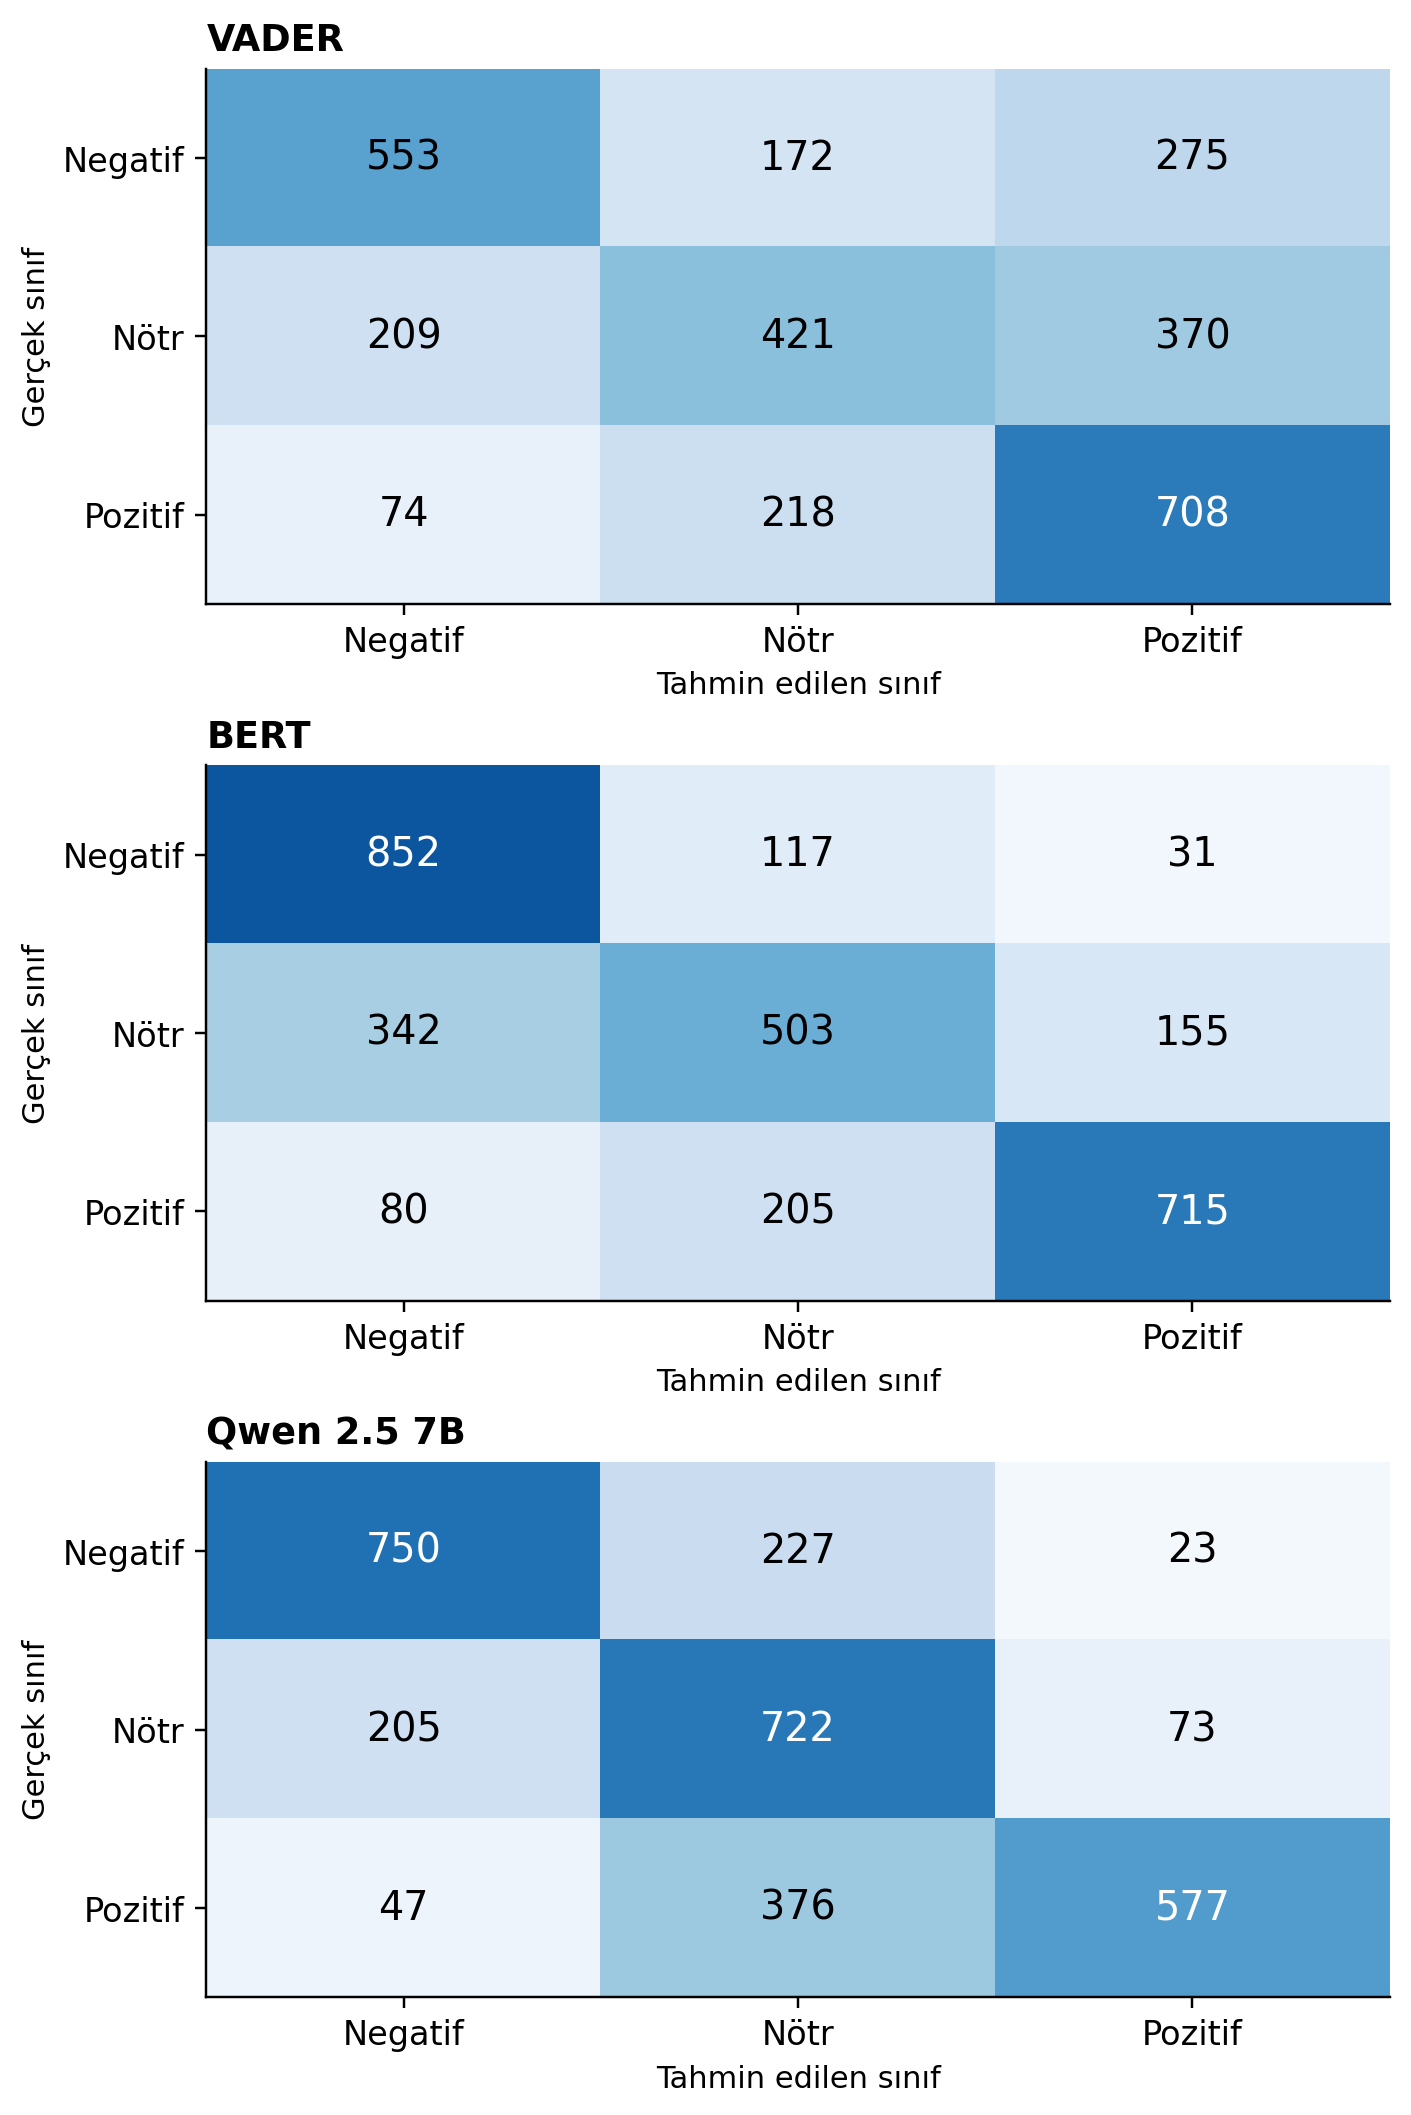 VADER
Gerçek sınıf
Negatif 553 172 275
Nötr 209 421 370
Pozitif 74 218 708
Negatif Nötr Pozitif
Tahmin edilen sınıf
BERT
Gerçek sınıf
Negatif 852 117 31
Nötr 342 503 155
Pozitif 80 205 715
Negatif Nötr Pozitif
Tahmin edilen sınıf
Qwen 2.5 7B
Gerçek sınıf
Negatif 750 227 23
Nötr 205 722 73
Pozitif 47 376 577
Negatif Nötr Pozitif
Tahmin edilen sınıf